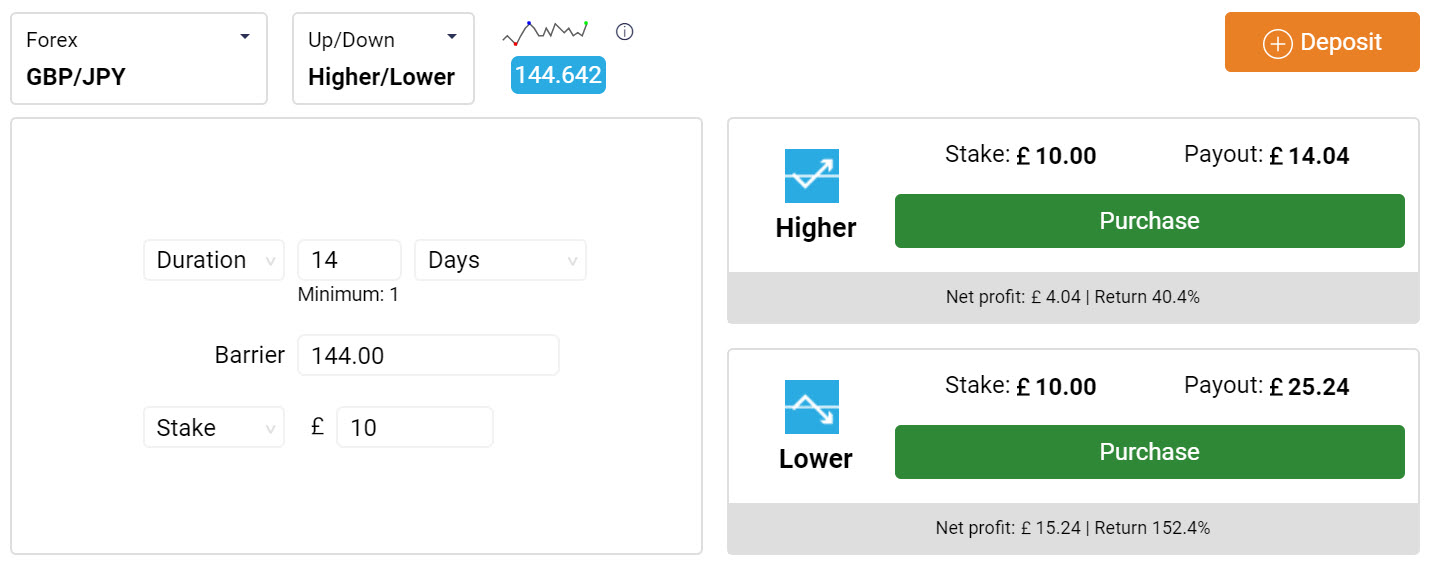 Forex
GBP/JPY
Up/Down
Higher/Lower
144.642
Deposit
Duration 14 Days
Minimum: 1
Barrier 144.00
Stake £ 10
Higher
Stake: £ 10.00 Payout: £ 14.04
Purchase
Net profit: £ 4.04 | Return 40.4%
Lower
Stake: £ 10.00 Payout: £ 25.24
Purchase
Net profit: £ 15.24 | Return 152.4%